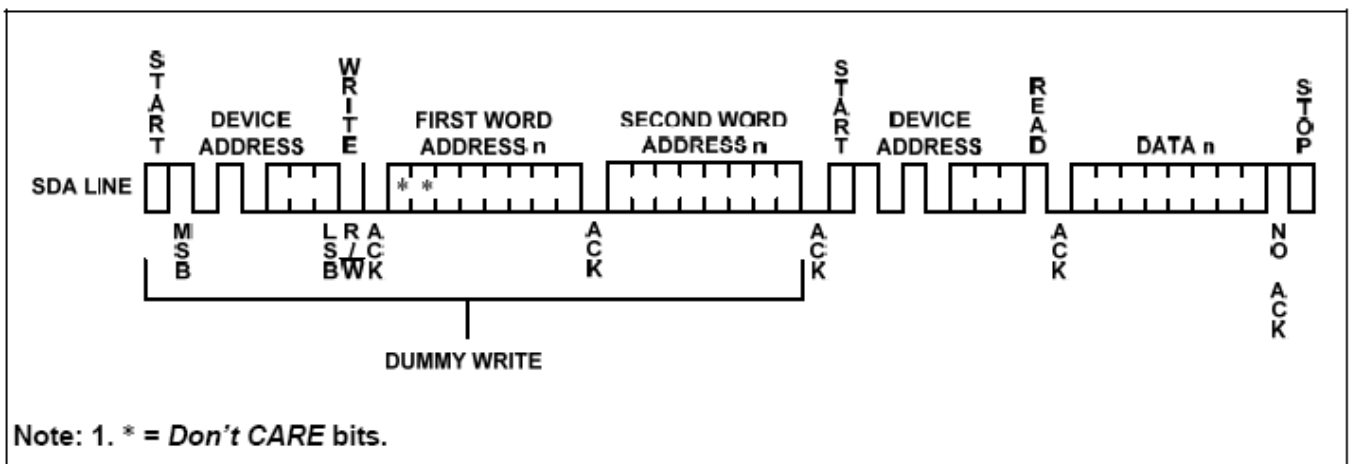 START
WRITE
START
READ
STOP
DEVICE ADDRESS
FIRST WORD ADDRESS n
SECOND WORD ADDRESS n
DEVICE ADDRESS
DATA n
SDA LINE
* *
MSB
LSB
R/W
ACK
ACK
ACK
ACK
NO ACK
DUMMY WRITE
Note: 1. * = Don't CARE bits.